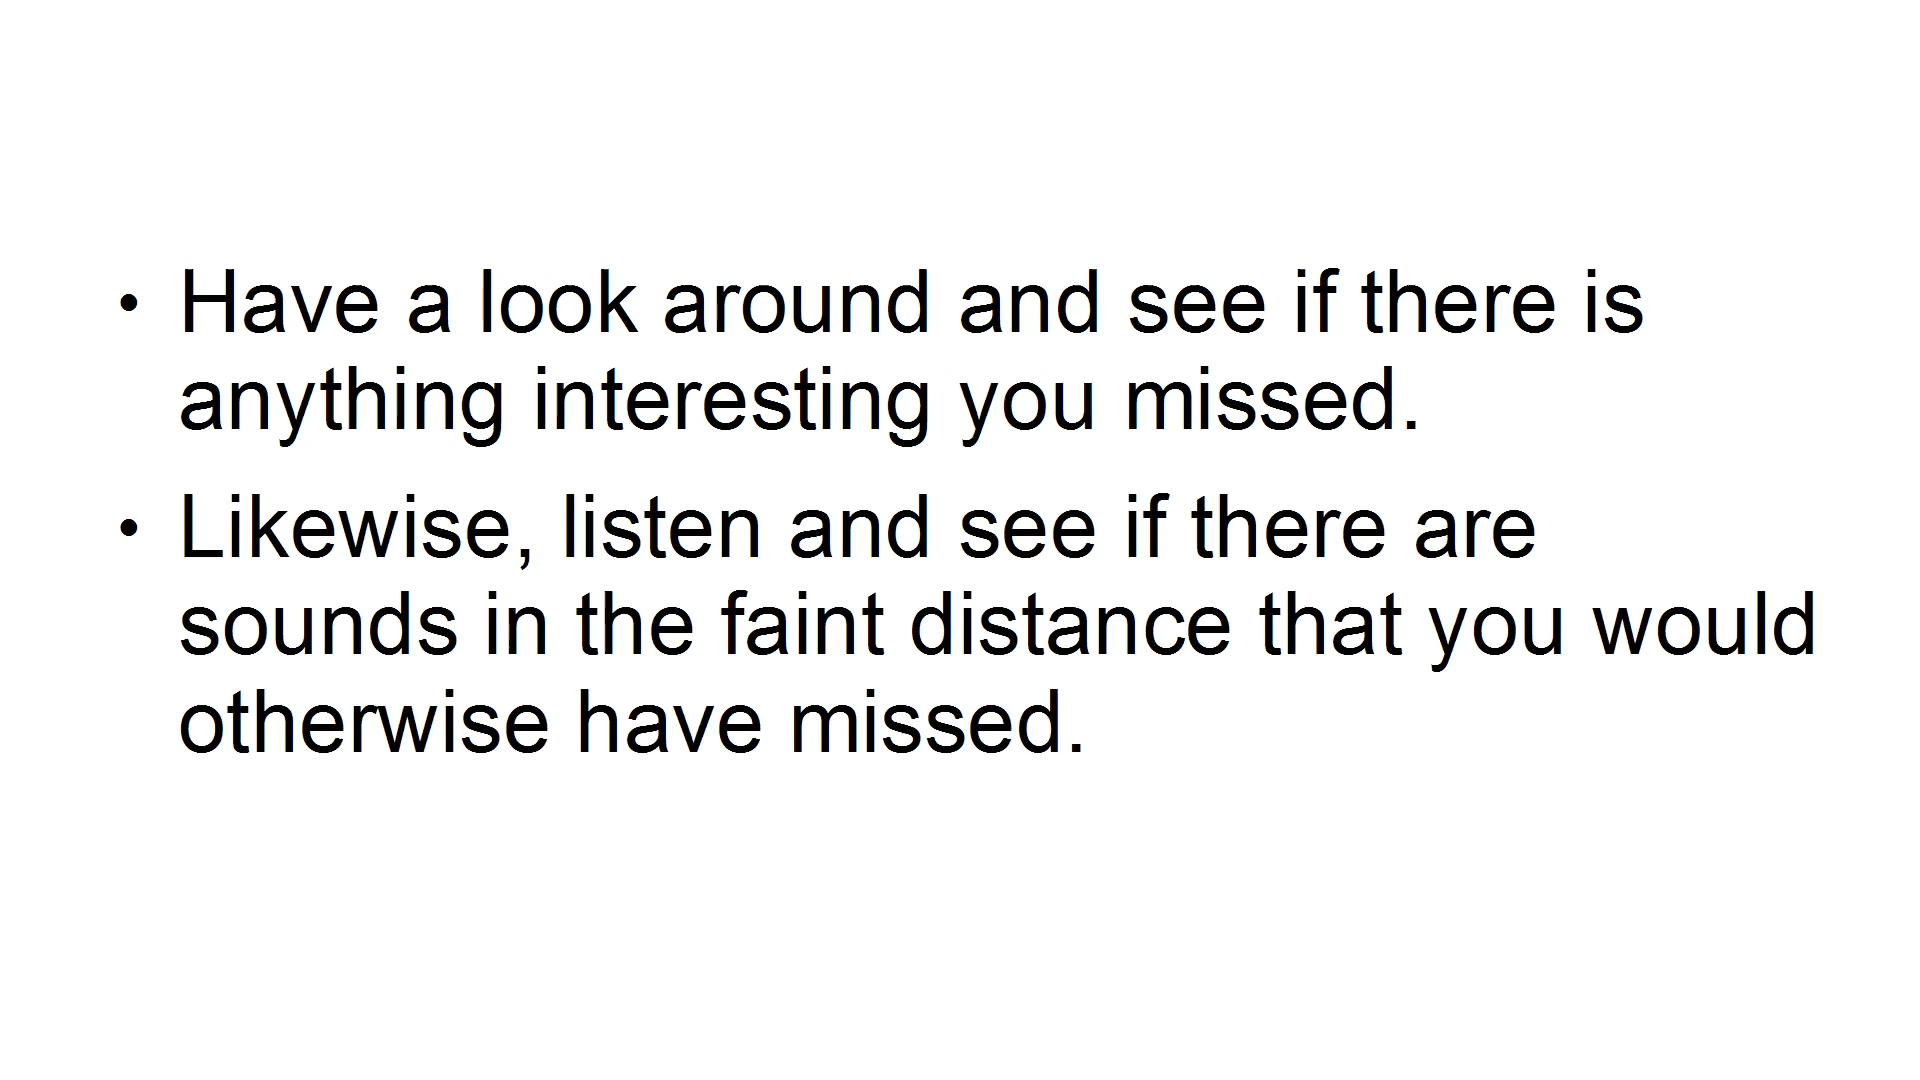 • Have a look around and see if there is
anything interesting you missed.
• Likewise, listen and see if there are
sounds in the faint distance that you would
otherwise have missed.